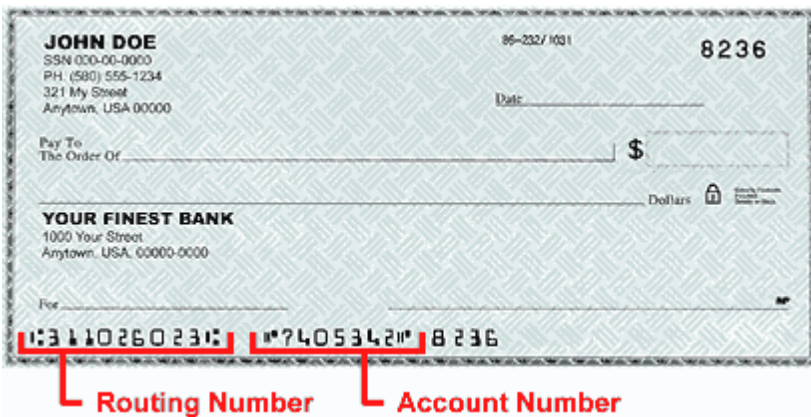 JOHN DOE
SSN 000-00-0000
PH. (580) 555-1234
321 My Street
Anytown, USA 00000
86-232/1031
8236
Date
Pay To
The Order Of
$
Dollars
YOUR FINEST BANK
1000 Your Street
Anytown, USA, 00000-0000
For
MP
⑆311026023⑆ ⑈7405342⑈ 8236
Routing Number
Account Number